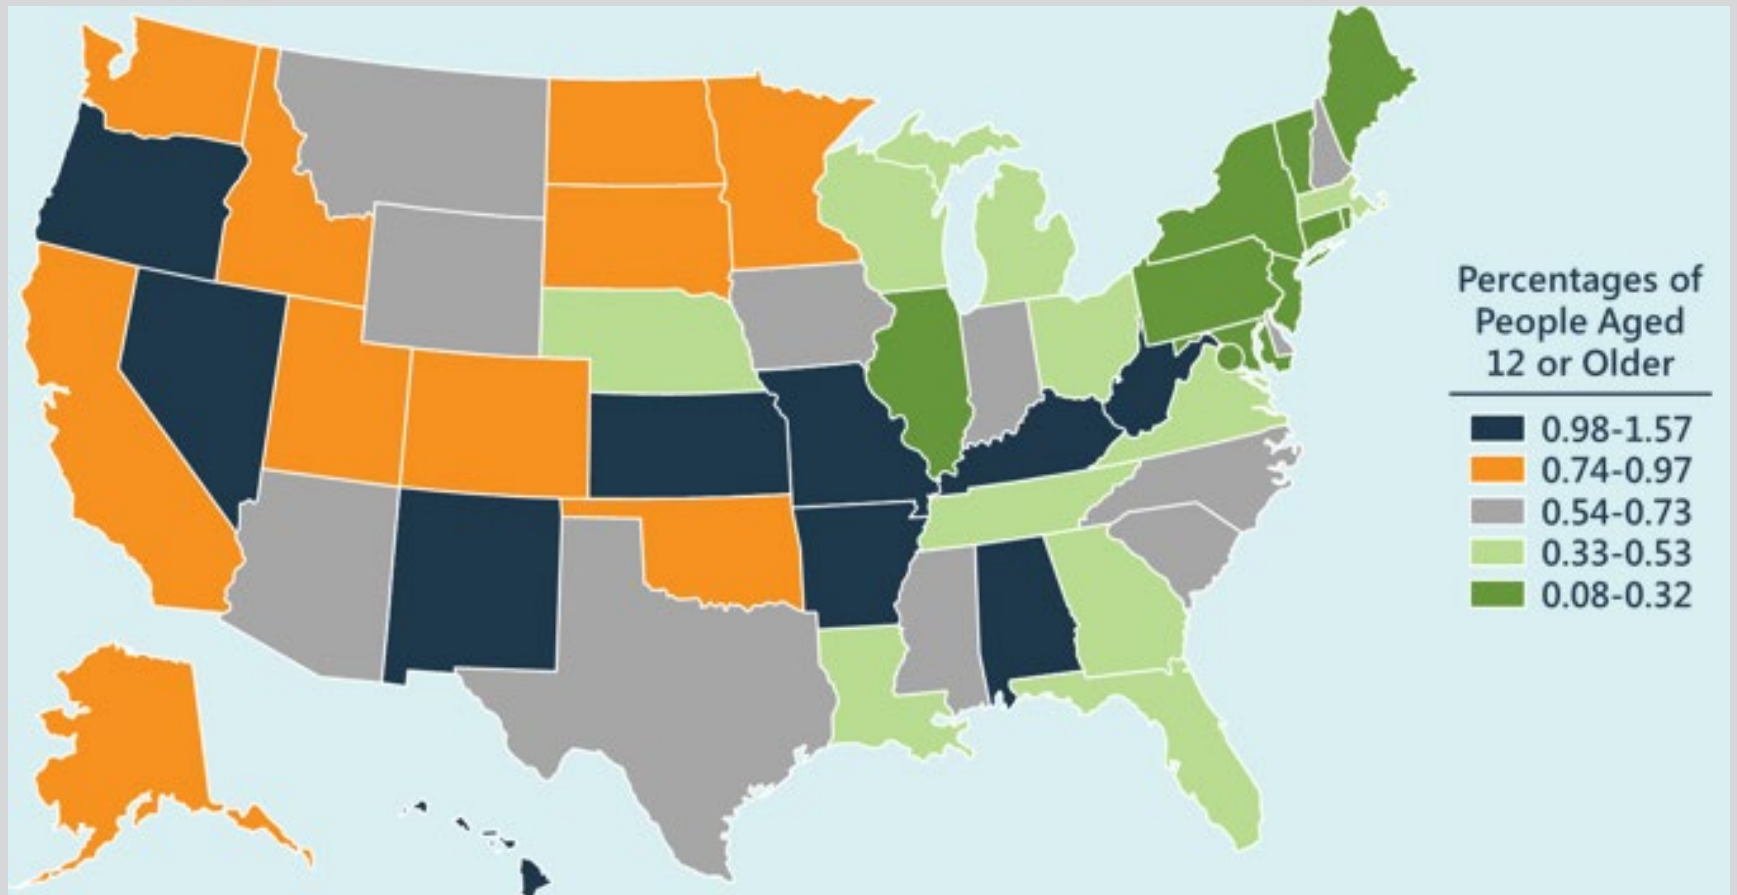 Percentages of
People Aged
12 or Older
0.98-1.57
0.74-0.97
0.54-0.73
0.33-0.53
0.08-0.32